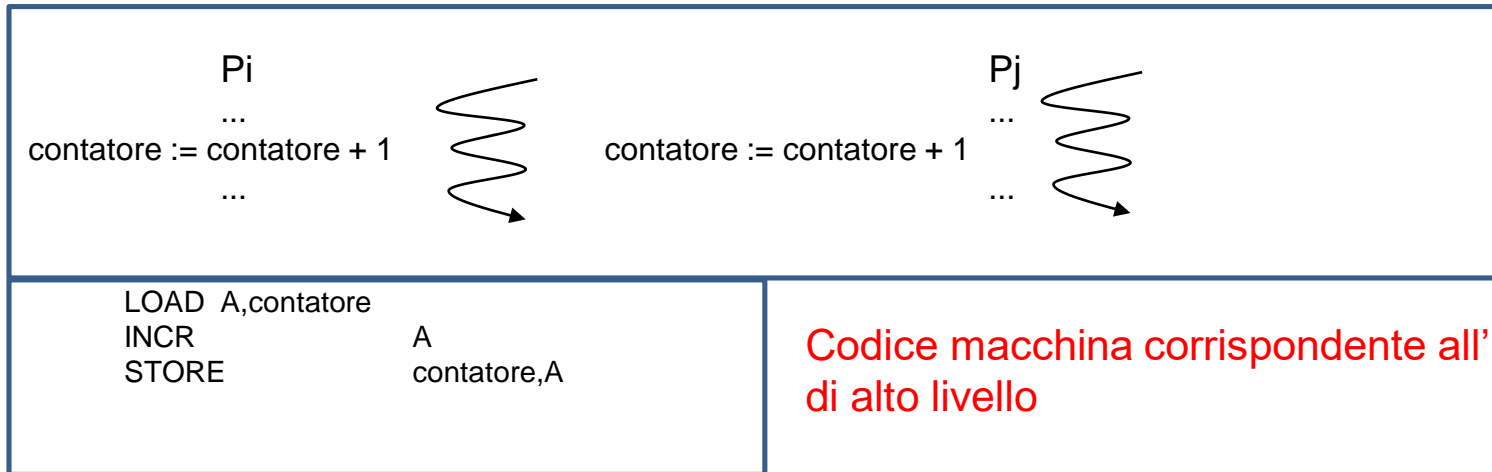 Pi
...
contatore := contatore + 1
...
Pj
...
contatore := contatore + 1
...
LOAD A,contatore
INCR A
STORE contatore,A
Codice macchina corrispondente all'
di alto livello